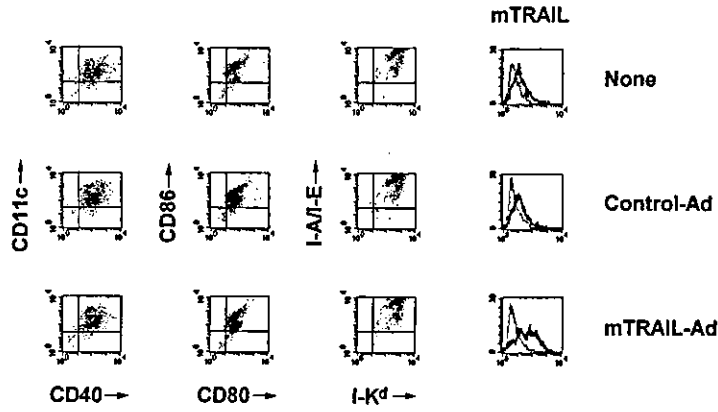 mTRAIL
None
Control-Ad
mTRAIL-Ad
CD11c →
CD86 →
I-A/I-E →
CD40 →
CD80 →
I-Kd →